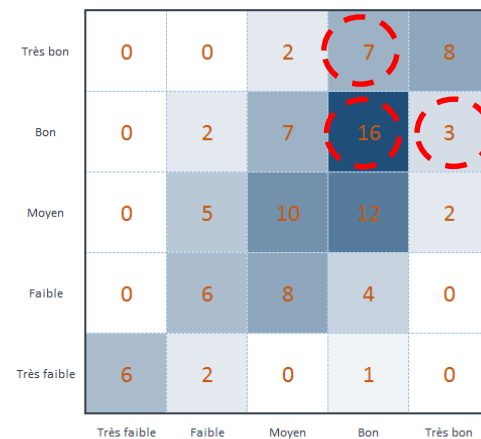 Très bon 0 0 2 7 8
Bon 0 2 7 16 3
Moyen 0 5 10 12 2
Faible 0 6 8 4 0
Très faible 6 2 0 1 0
Très faible Faible Moyen Bon Très bon